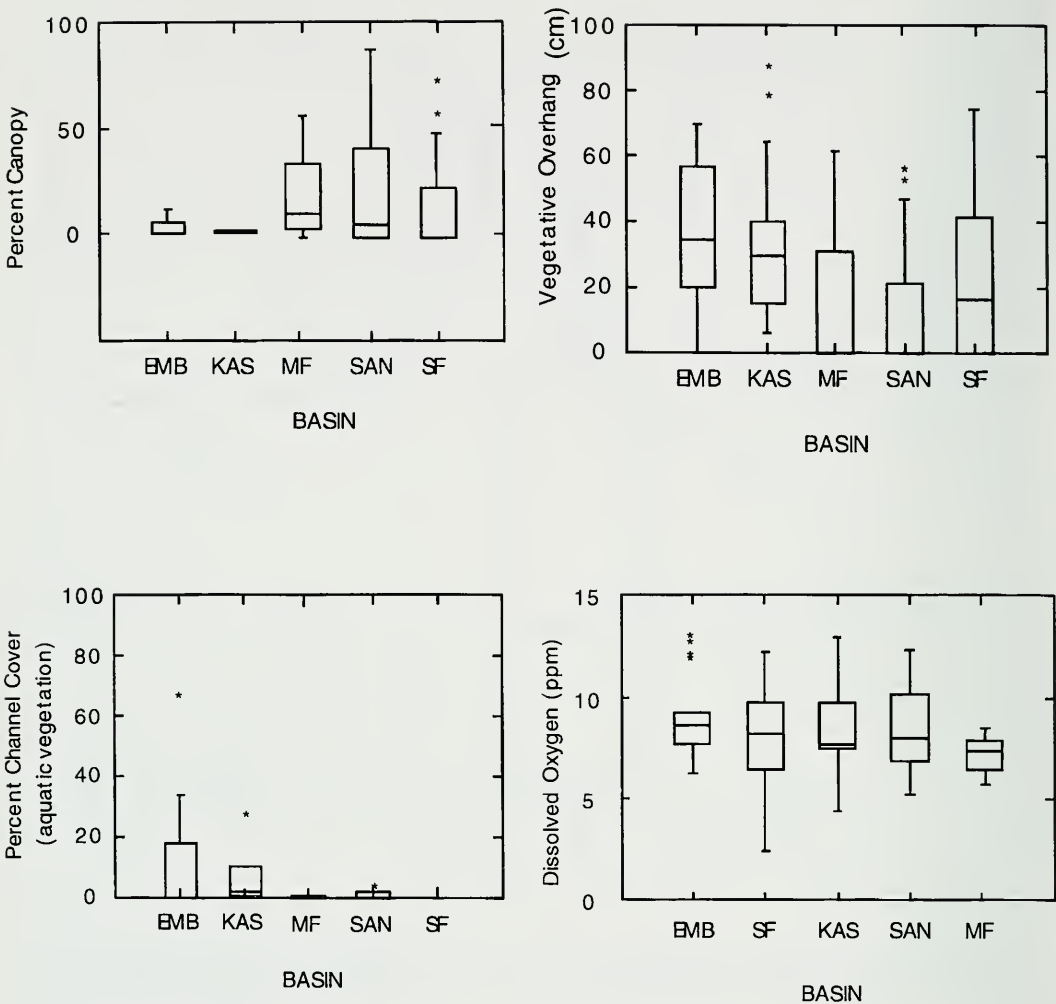 Percent Canopy
100
50
0
EMB KAS MF SAN SF
BASIN
Vegetative Overhang (cm)
100
80
60
40
20
0
EMB KAS MF SAN SF
BASIN
Percent Channel Cover
(aquatic vegetation)
100
80
60
40
20
0
EMB KAS MF SAN SF
BASIN
Dissolved Oxygen (ppm)
15
10
5
0
EMB SF KAS SAN MF
BASIN